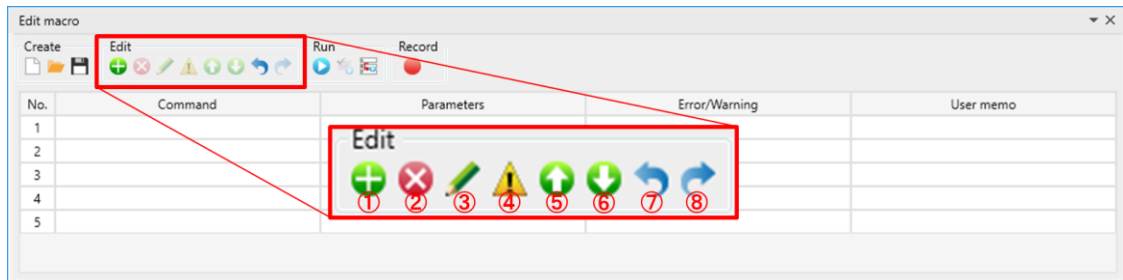 Edit macro
Create Edit Run Record
No. Command Parameters Error/Warning User memo
1
2
3
4
5
Edit
① ② ③ ④ ⑤ ⑥ ⑦ ⑧